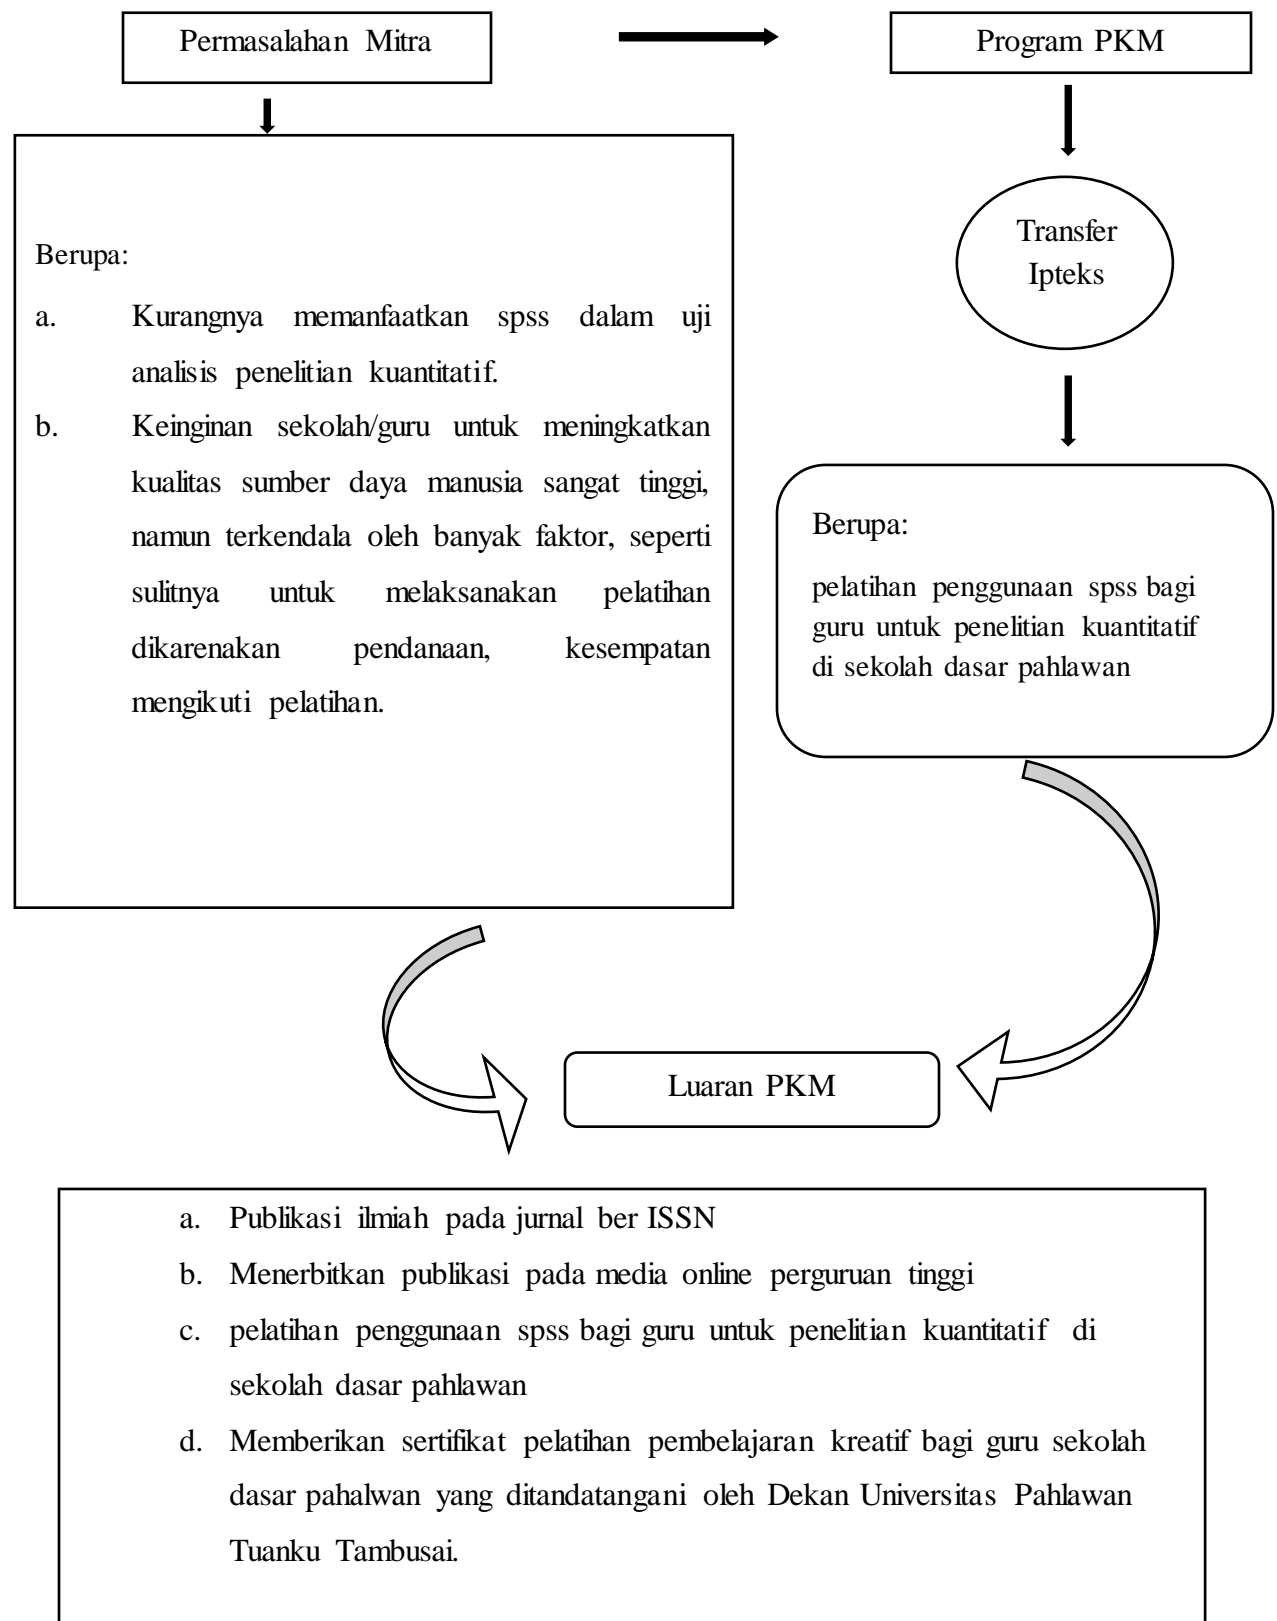 Permasalahan Mitra
Program PKM
Berupa:
a. Kurangnya memanfaatkan spss dalam uji
analisis penelitian kuantitatif.
b. Keinginan sekolah/guru untuk meningkatkan
kualitas sumber daya manusia sangat tinggi,
namun terkendala oleh banyak faktor, seperti
sulitnya untuk melaksanakan pelatihan
dikarenakan pendanaan, kesempatan
mengikuti pelatihan.
Transfer
Ipteks
Berupa:
pelatihan penggunaan spss bagi
guru untuk penelitian kuantitatif
di sekolah dasar pahlawan
Luaran PKM
a. Publikasi ilmiah pada jurnal ber ISSN
b. Menerbitkan publikasi pada media online perguruan tinggi
c. pelatihan penggunaan spss bagi guru untuk penelitian kuantitatif di
sekolah dasar pahlawan
d. Memberikan sertifikat pelatihan pembelajaran kreatif bagi guru sekolah
dasar pahalwan yang ditandatangani oleh Dekan Universitas Pahlawan
Tuanku Tambusai.